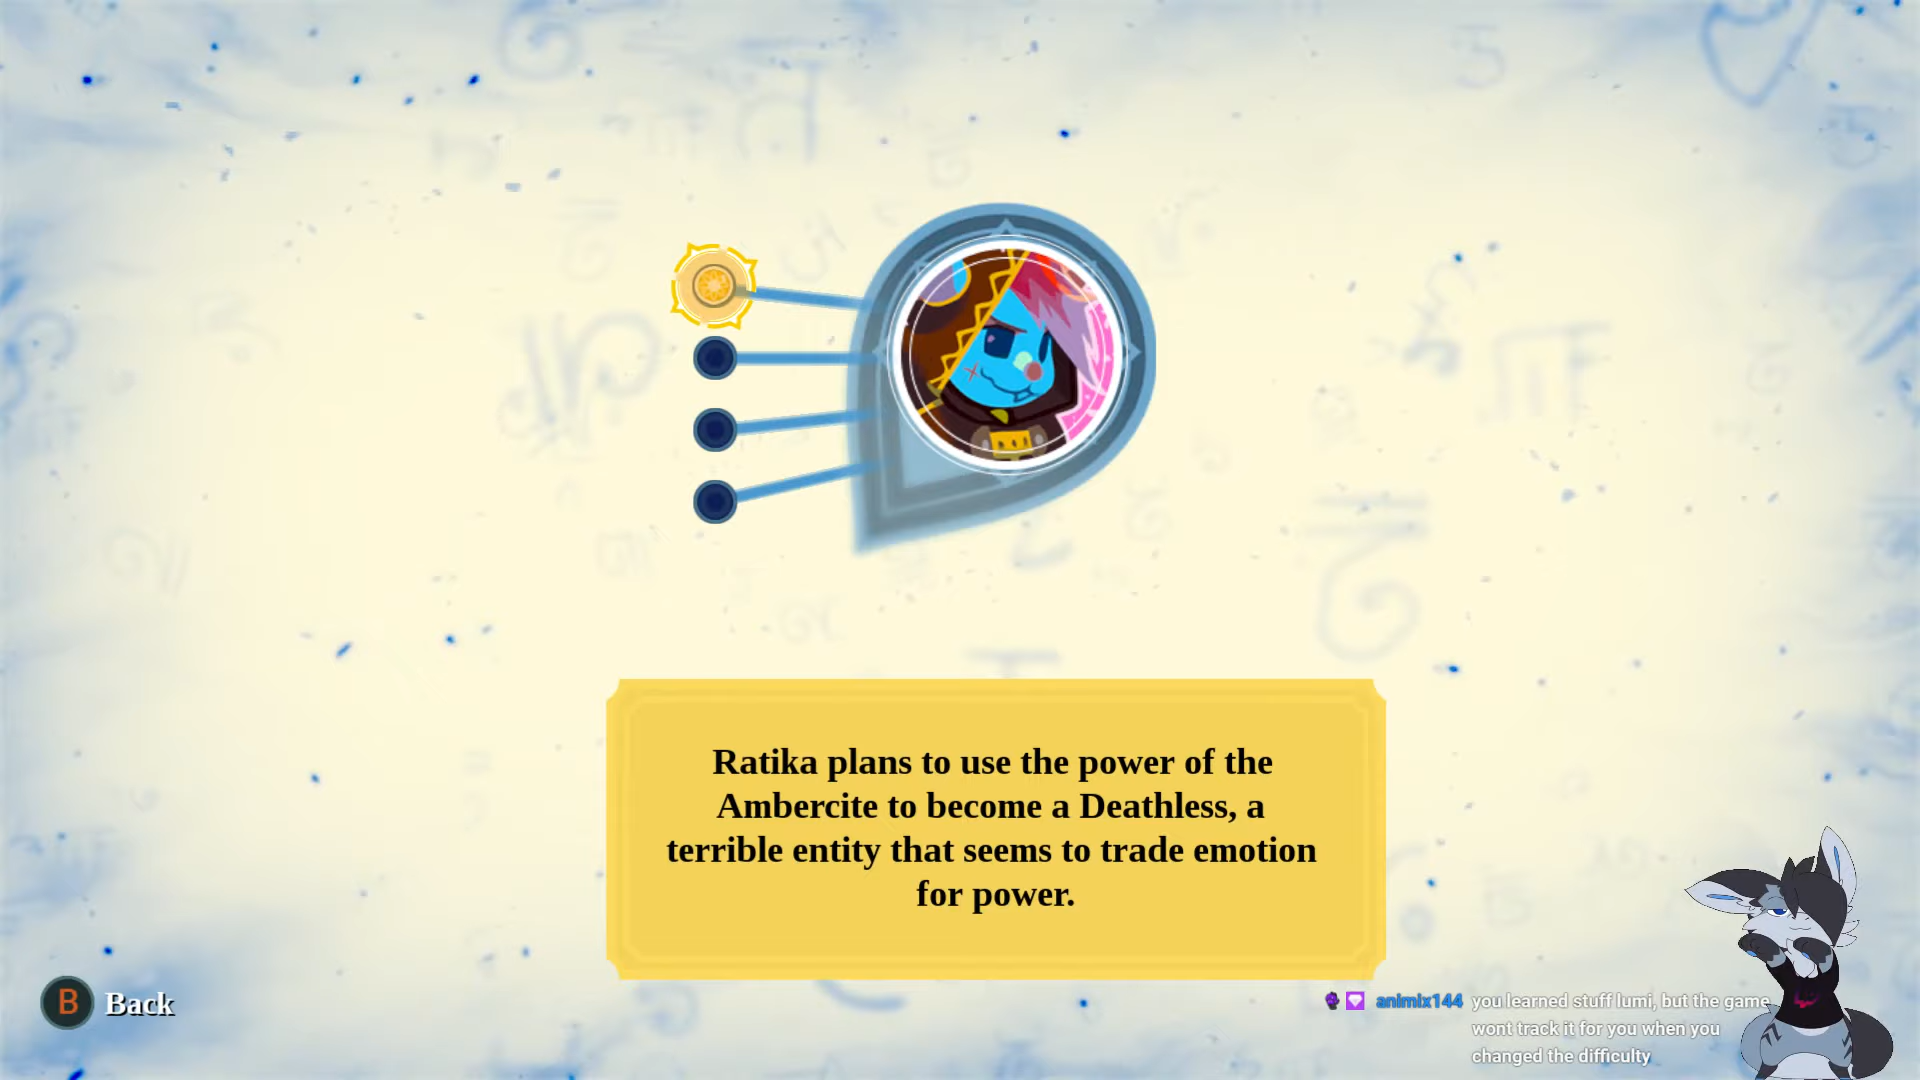 Ratika plans to use the power of the
Ambercite to become a Deathless, a
terrible entity that seems to trade emotion
for power.
B Back
animix144 you learned stuff lumi, but the game
wont track it for you when you
changed the difficulty